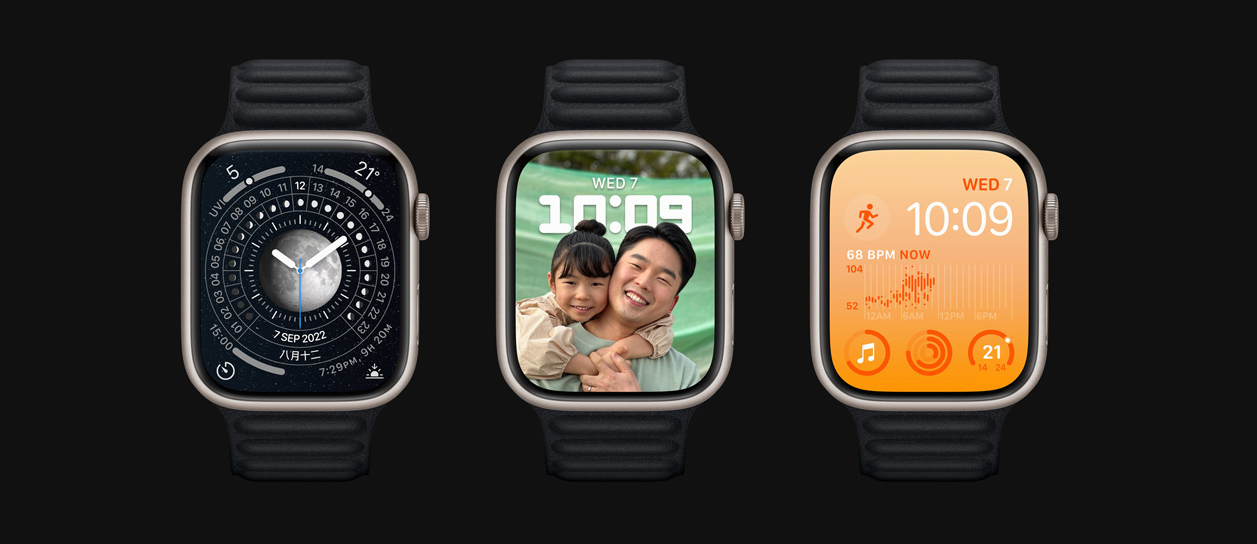 5
21°
UVI
14
24
01 02 03 04 05 06 07 08 09 10 11 12 13 14 15 16 17 18 19 20 21 22 23
7 SEP 2022
八月十二
15:00
7:29PM, 9H 20M
WED 7
10:09
WED 7
10:09
68 BPM NOW
104
52
12AM 6AM 12PM 6PM
21
14 24